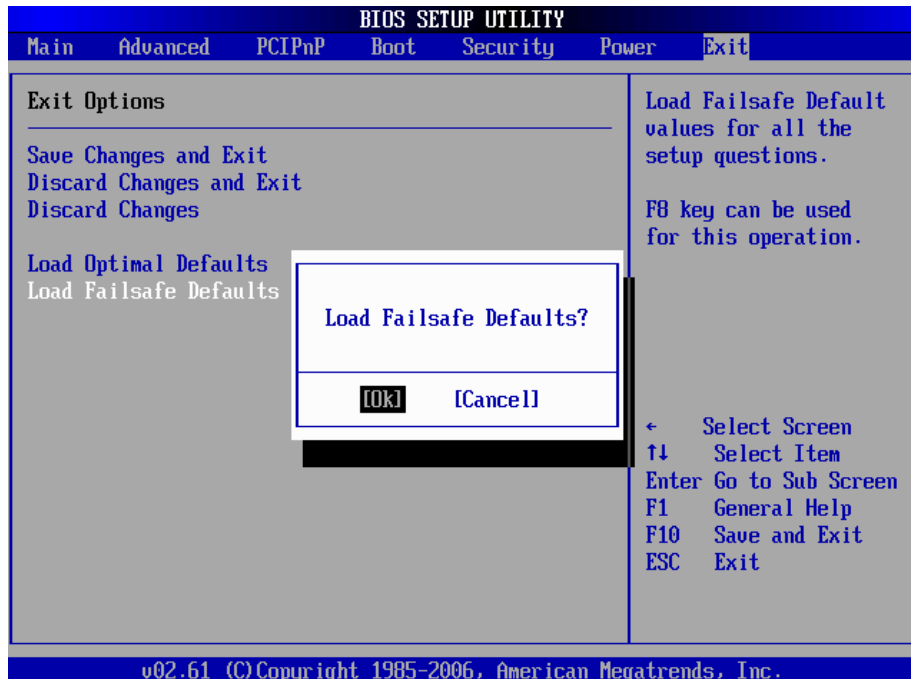 BIOS SETUP UTILITY
Main Advanced PCIPnP Boot Security Power Exit
Exit Options
Save Changes and Exit
Discard Changes and Exit
Discard Changes
Load Optimal Defaults
Load Failsafe Defaults
Load Failsafe Defaults?
[Ok] [Cancel]
Load Failsafe Default
values for all the
setup questions.
F8 key can be used
for this operation.
← Select Screen
↑↓ Select Item
Enter Go to Sub Screen
F1 General Help
F10 Save and Exit
ESC Exit
v02.61 (C)Copyright 1985-2006, American Megatrends, Inc.